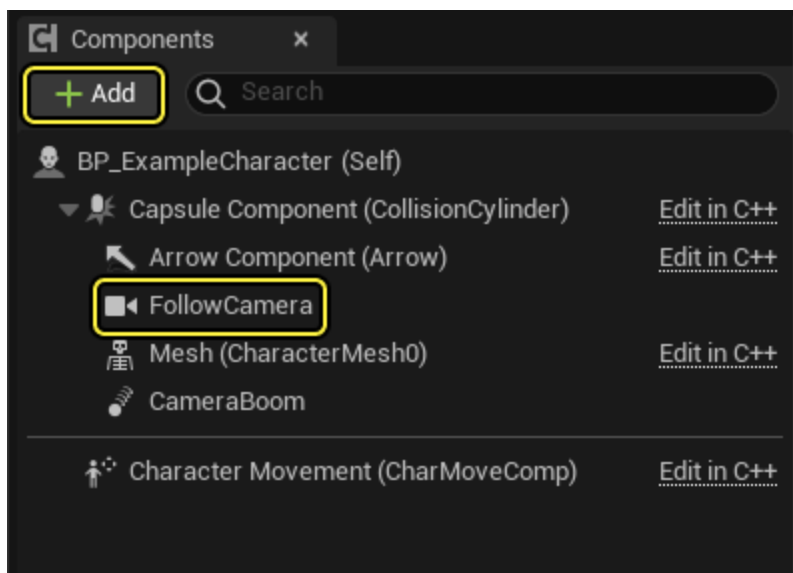 Components
+ Add Search
BP_ExampleCharacter (Self)
Capsule Component (CollisionCylinder) Edit in C++
Arrow Component (Arrow) Edit in C++
FollowCamera
Mesh (CharacterMesh0) Edit in C++
CameraBoom
Character Movement (CharMoveComp) Edit in C++